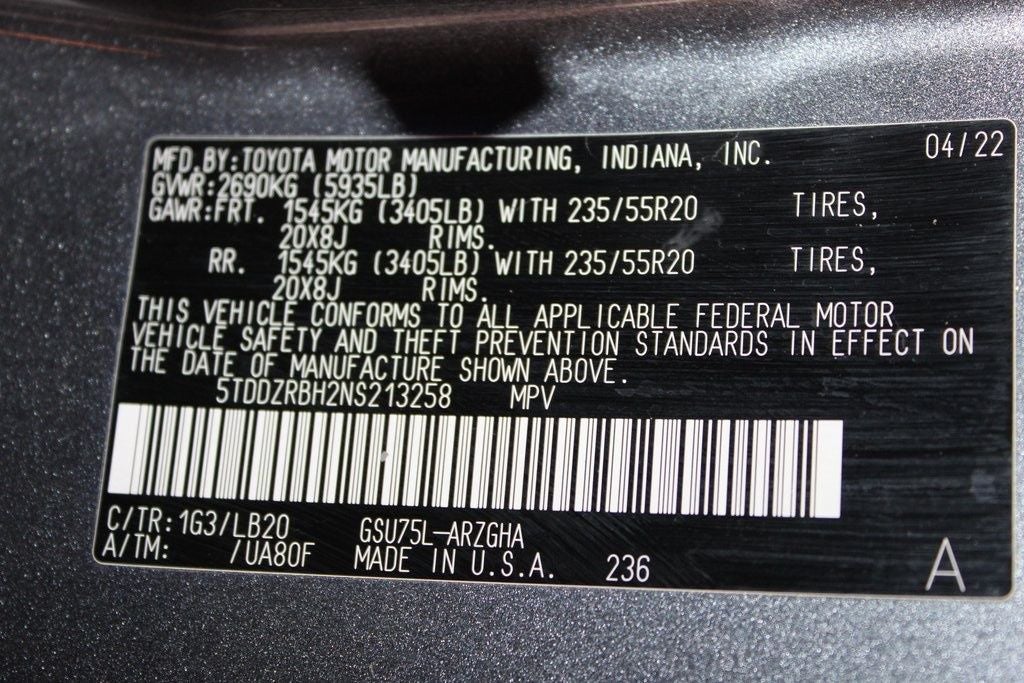 MFD.BY:TOYOTA MOTOR MANUFACTURING, INDIANA, INC. 04/22
GVWR:2690KG (5935LB)
GAWR:FRT. 1545KG (3405LB) WITH 235/55R20 TIRES,
20X8J RIMS.
RR. 1545KG (3405LB) WITH 235/55R20 TIRES,
20X8J RIMS.
THIS VEHICLE CONFORMS TO ALL APPLICABLE FEDERAL MOTOR
VEHICLE SAFETY AND THEFT PREVENTION STANDARDS IN EFFECT ON
THE DATE OF MANUFACTURE SHOWN ABOVE.
5TDDZRBH2NS213258 MPV
C/TR:1G3/LB20 GSU75L-ARZGHA
A/TM: /UA80F MADE IN U.S.A. 236 A